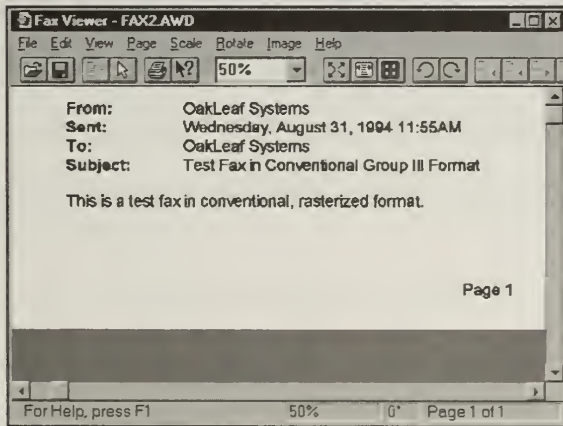 Fax Viewer - FAX2.AWD
File Edit View Page Scale Rotate Image Help
50%
From: OakLeaf Systems
Sent: Wednesday, August 31, 1994 11:55AM
To: OakLeaf Systems
Subject: Test Fax in Conventional Group III Format
This is a test fax in conventional, rasterized format.
Page 1
For Help, press F1 50% 0° Page 1 of 1